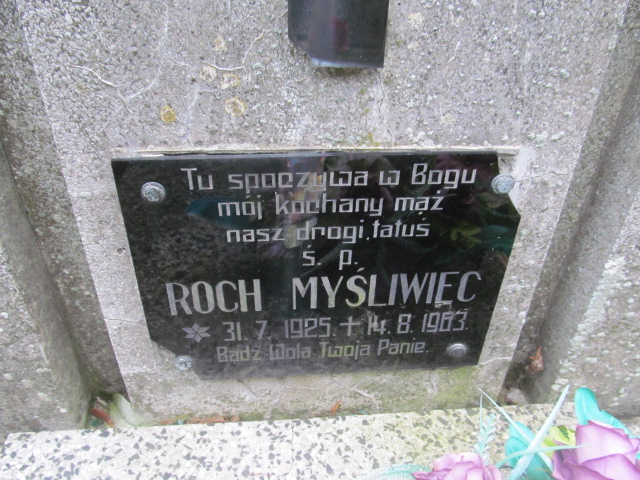 Tu spoczywa w Bogu
mój kochany mąż
nasz drogi tatuś
ś. p.
ROCH MYŚLIWIEC
31. 7. 1925. + 14. 8. 1983.
Bądź Wola Twoja Panie.